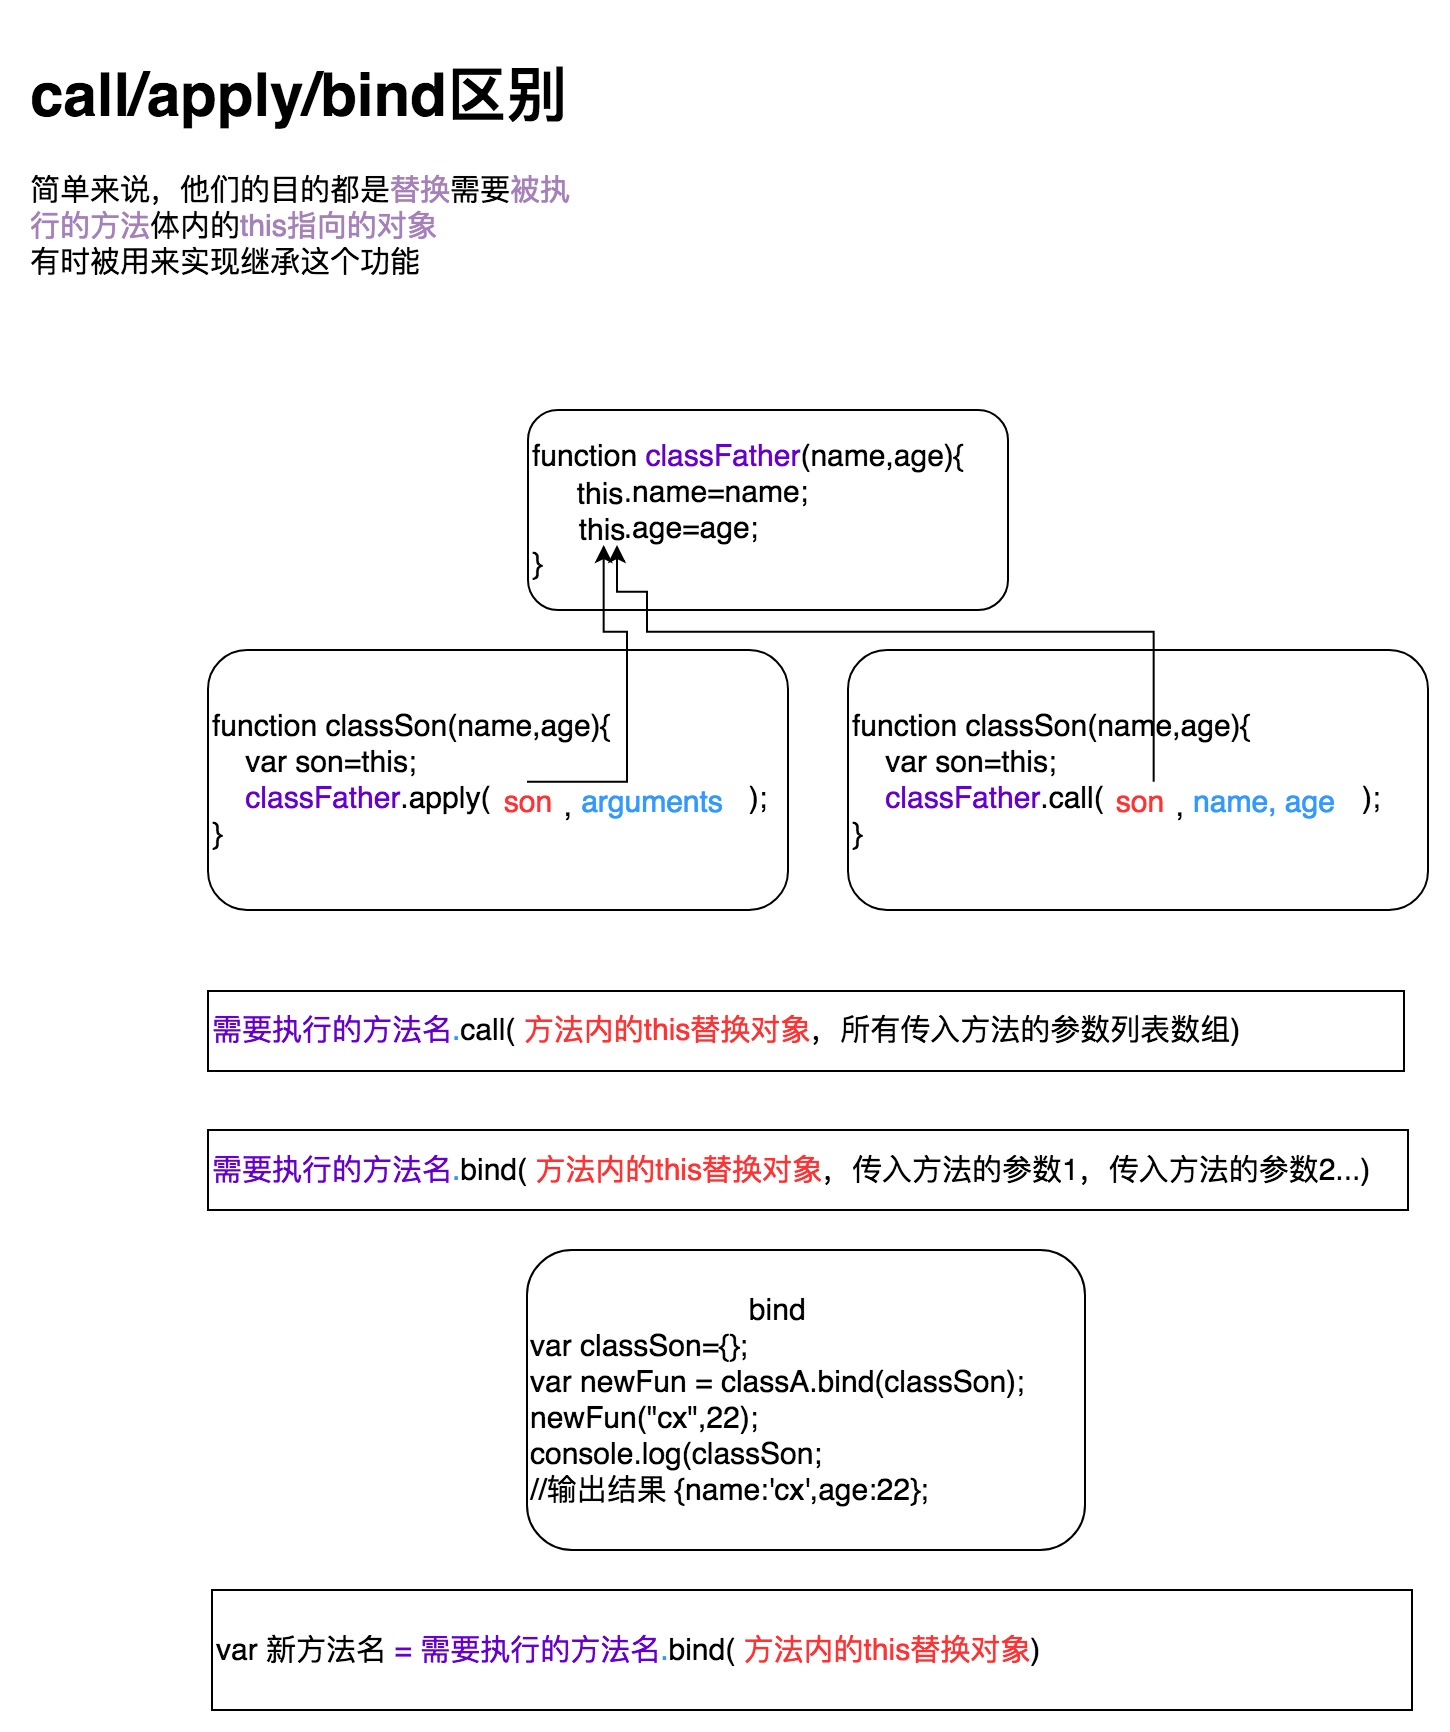 call/apply/bind区别
简单来说，他们的目的都是替换需要被执
行的方法体内的this指向的对象
有时被用来实现继承这个功能
function classFather(name,age){
this.name=name;
this.age=age;
}
function classSon(name,age){
var son=this;
classFather.apply( son , arguments );
}
function classSon(name,age){
var son=this;
classFather.call( son , name, age );
}
需要执行的方法名.call( 方法内的this替换对象，所有传入方法的参数列表数组)
需要执行的方法名.bind( 方法内的this替换对象，传入方法的参数1，传入方法的参数2...)
bind
var classSon={};
var newFun = classA.bind(classSon);
newFun("cx",22);
console.log(classSon;
//输出结果 {name:'cx',age:22};
var 新方法名 = 需要执行的方法名.bind( 方法内的this替换对象)